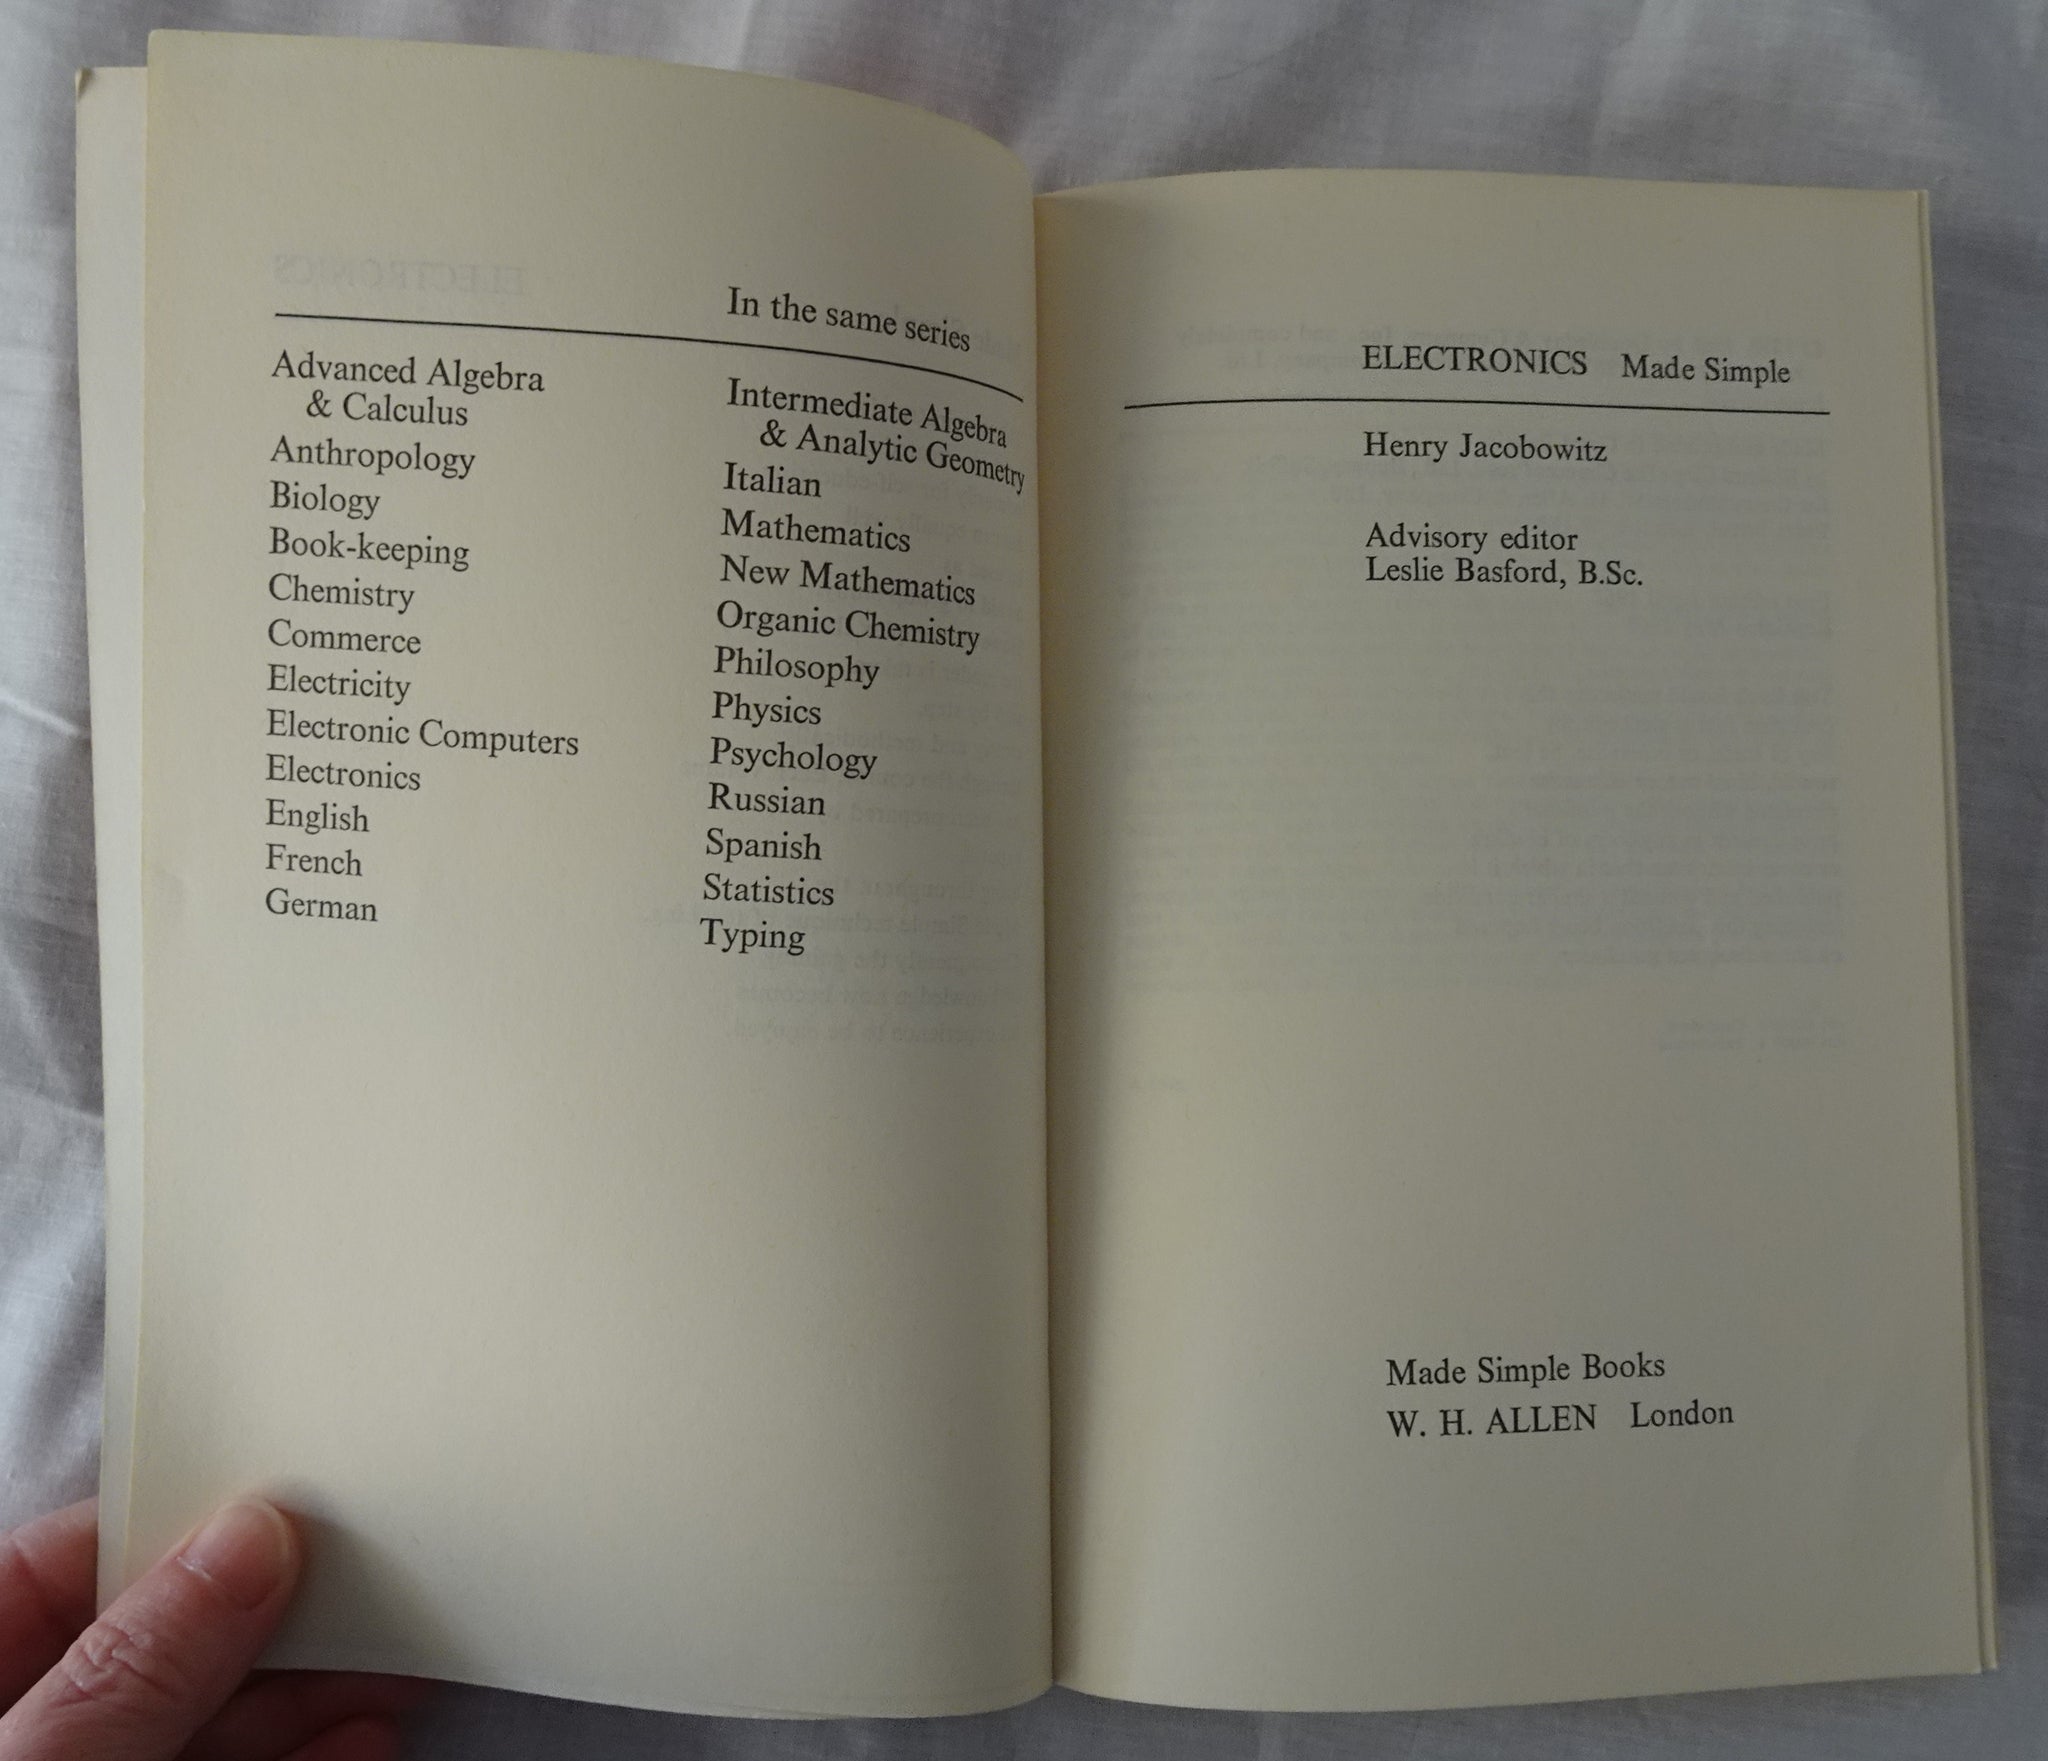 In the same series
Advanced Algebra
& Calculus
Anthropology
Biology
Book-keeping
Chemistry
Commerce
Electricity
Electronic Computers
Electronics
English
French
German
Intermediate Algebra
& Analytic Geometry
Italian
Mathematics
New Mathematics
Organic Chemistry
Philosophy
Physics
Psychology
Russian
Spanish
Statistics
Typing
ELECTRONICS Made Simple
Henry Jacobowitz
Advisory editor
Leslie Basford, B.Sc.
Made Simple Books
W. H. ALLEN London